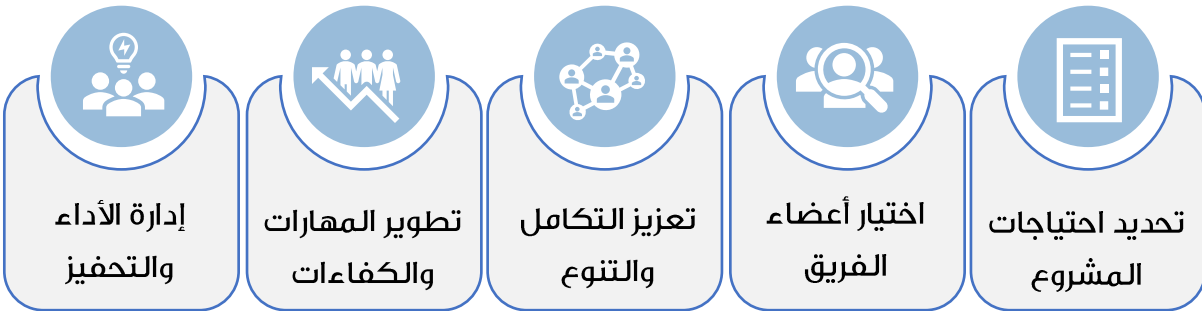 تحديد احتياجات
المشروع
اختيار أعضاء
الفريق
تعزيز التكامل
والتنوع
تطوير المهارات
والكفاءات
إدارة الأداء
والتحفيز